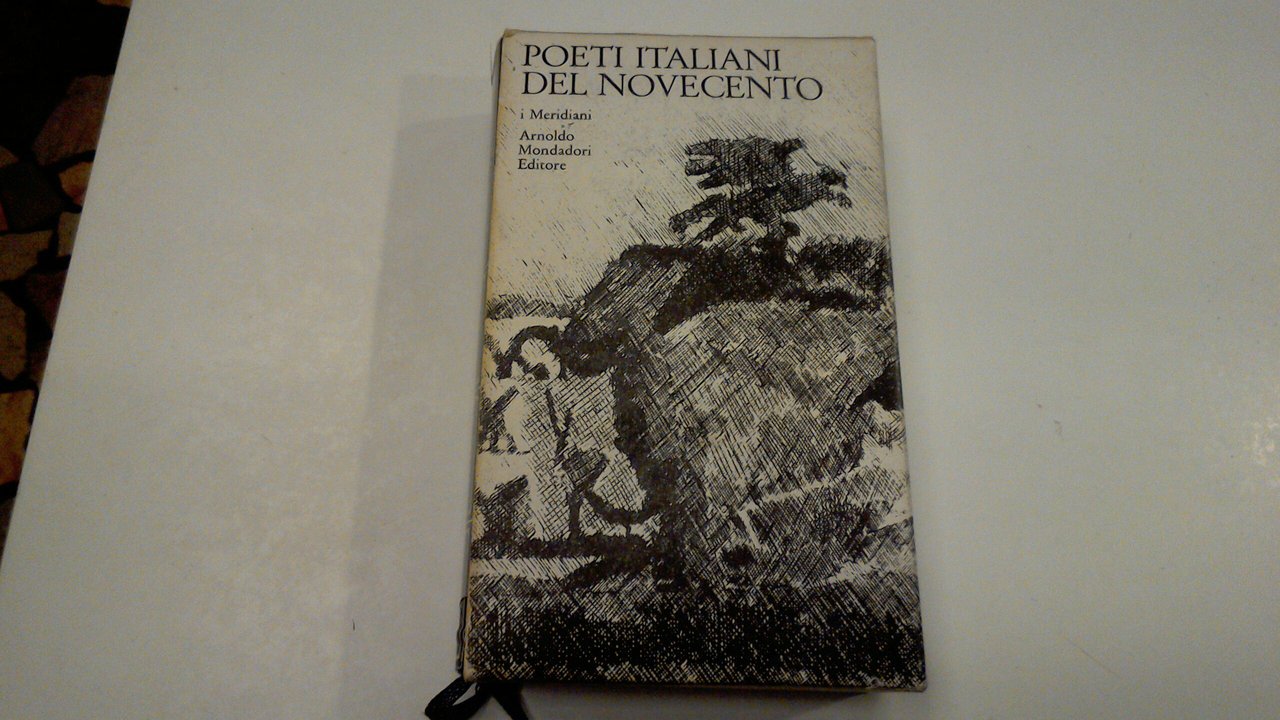 POETI ITALIANI
DEL NOVECENTO
i Meridiani
Arnoldo
Mondadori
Editore